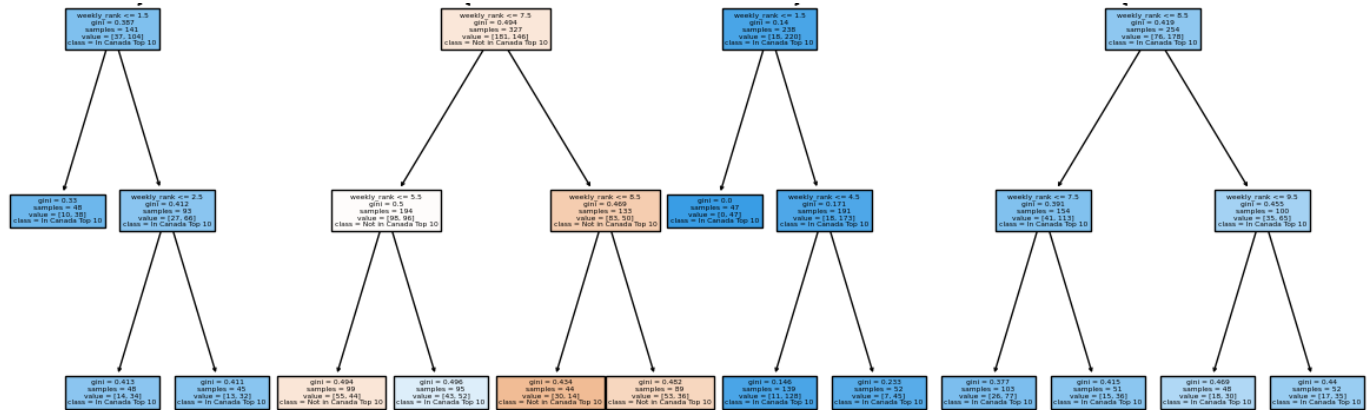 weekly_rank <= 1.5
gini = 0.387
samples = 141
value = [37, 104]
class = In Canada Top 10
weekly_rank <= 7.5
gini = 0.494
samples = 327
value = [181, 146]
class = Not in Canada Top 10
weekly_rank <= 1.5
gini = 0.14
samples = 238
value = [18, 220]
class = In Canada Top 10
weekly_rank <= 8.5
gini = 0.419
samples = 254
value = [76, 178]
class = In Canada Top 10
gini = 0.33
samples = 48
value = [10, 38]
class = In Canada Top 10
weekly_rank <= 2.5
gini = 0.412
samples = 93
value = [27, 66]
class = In Canada Top 10
weekly_rank <= 5.5
gini = 0.5
samples = 194
value = [98, 96]
class = Not in Canada Top 10
weekly_rank <= 8.5
gini = 0.469
samples = 133
value = [83, 50]
class = Not in Canada Top 10
gini = 0.0
samples = 47
value = [0, 47]
class = In Canada Top 10
weekly_rank <= 4.5
gini = 0.171
samples = 191
value = [18, 173]
class = In Canada Top 10
weekly_rank <= 7.5
gini = 0.391
samples = 154
value = [41, 113]
class = In Canada Top 10
weekly_rank <= 9.5
gini = 0.455
samples = 100
value = [35, 65]
class = In Canada Top 10
gini = 0.413
samples = 48
value = [14, 34]
class = In Canada Top 10
gini = 0.411
samples = 45
value = [13, 32]
class = In Canada Top 10
gini = 0.494
samples = 99
value = [55, 44]
class = Not in Canada Top 10
gini = 0.496
samples = 95
value = [43, 52]
class = In Canada Top 10
gini = 0.434
samples = 44
value = [30, 14]
class = Not in Canada Top 10
gini = 0.482
samples = 89
value = [53, 36]
class = Not in Canada Top 10
gini = 0.146
samples = 139
value = [11, 128]
class = In Canada Top 10
gini = 0.233
samples = 52
value = [7, 45]
class = In Canada Top 10
gini = 0.377
samples = 103
value = [26, 77]
class = In Canada Top 10
gini = 0.415
samples = 51
value = [15, 36]
class = In Canada Top 10
gini = 0.469
samples = 48
value = [18, 30]
class = In Canada Top 10
gini = 0.44
samples = 52
value = [17, 35]
class = In Canada Top 10